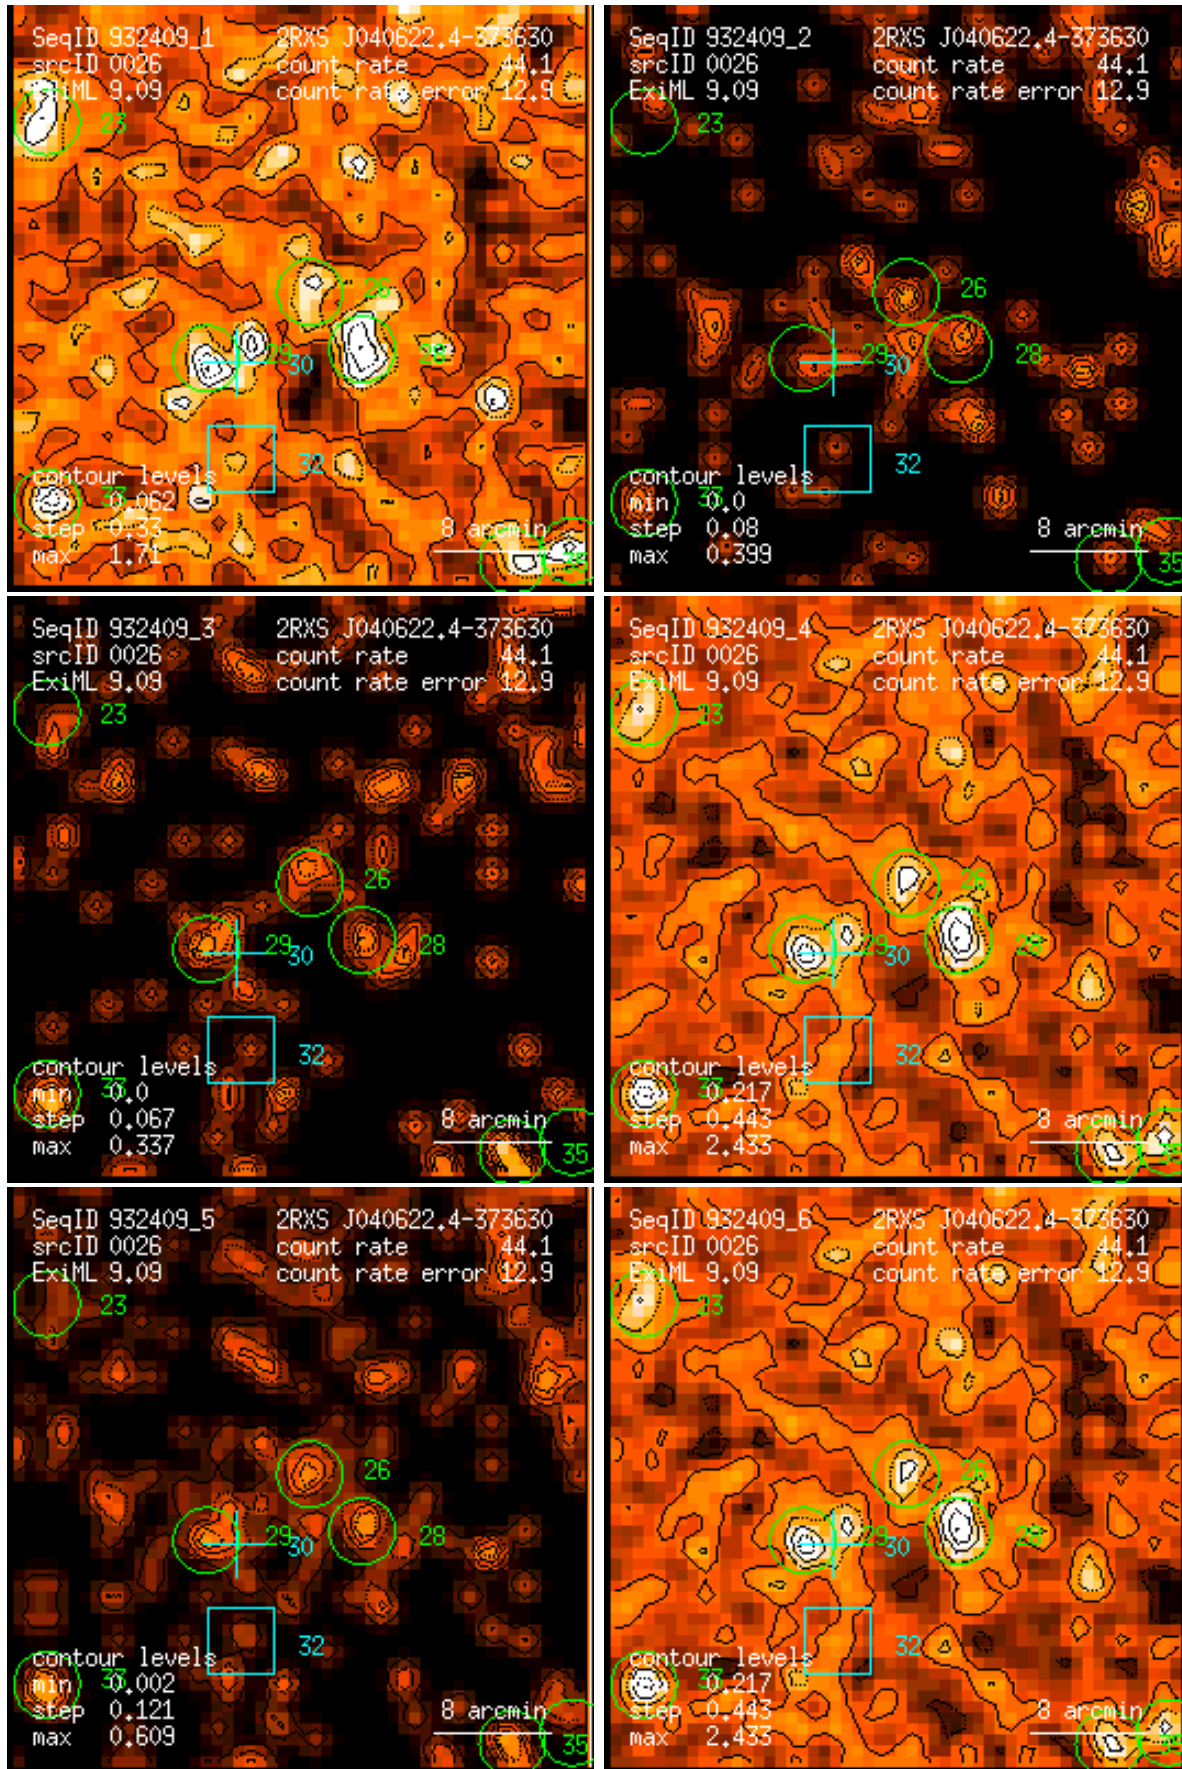 SeqID 932409_1 2RXS J040622.4-373630
srcID 0026 count rate 44.1
ExiML 9.09 count rate error 12.9
23
26
29 30 28
32
contour levels
33
0.062
step 0.33
max 1.71
8 arcmin
35
SeqID 932409_2 2RXS J040622.4-373630
srcID 0026 count rate 44.1
ExiML 9.09 count rate error 12.9
23
26
29 30 28
32
contour levels
33
min 0.0
step 0.08
max 0.399
8 arcmin
35
SeqID 932409_3 2RXS J040622.4-373630
srcID 0026 count rate 44.1
ExiML 9.09 count rate error 12.9
23
26
29 30 28
32
contour levels
33
min 0.0
step 0.067
max 0.337
8 arcmin
35
SeqID 932409_4 2RXS J040622.4-373630
srcID 0026 count rate 44.1
ExiML 9.09 count rate error 12.9
23
26
29 30 28
32
contour levels
33
0.217
step 0.443
max 2.433
8 arcmin
35
SeqID 932409_5 2RXS J040622.4-373630
srcID 0026 count rate 44.1
ExiML 9.09 count rate error 12.9
23
26
29 30 28
32
contour levels
33
min 0.002
step 0.121
max 0.609
8 arcmin
35
SeqID 932409_6 2RXS J040622.4-373630
srcID 0026 count rate 44.1
ExiML 9.09 count rate error 12.9
23
26
29 30 28
32
contour levels
33
0.217
step 0.443
max 2.433
8 arcmin
35